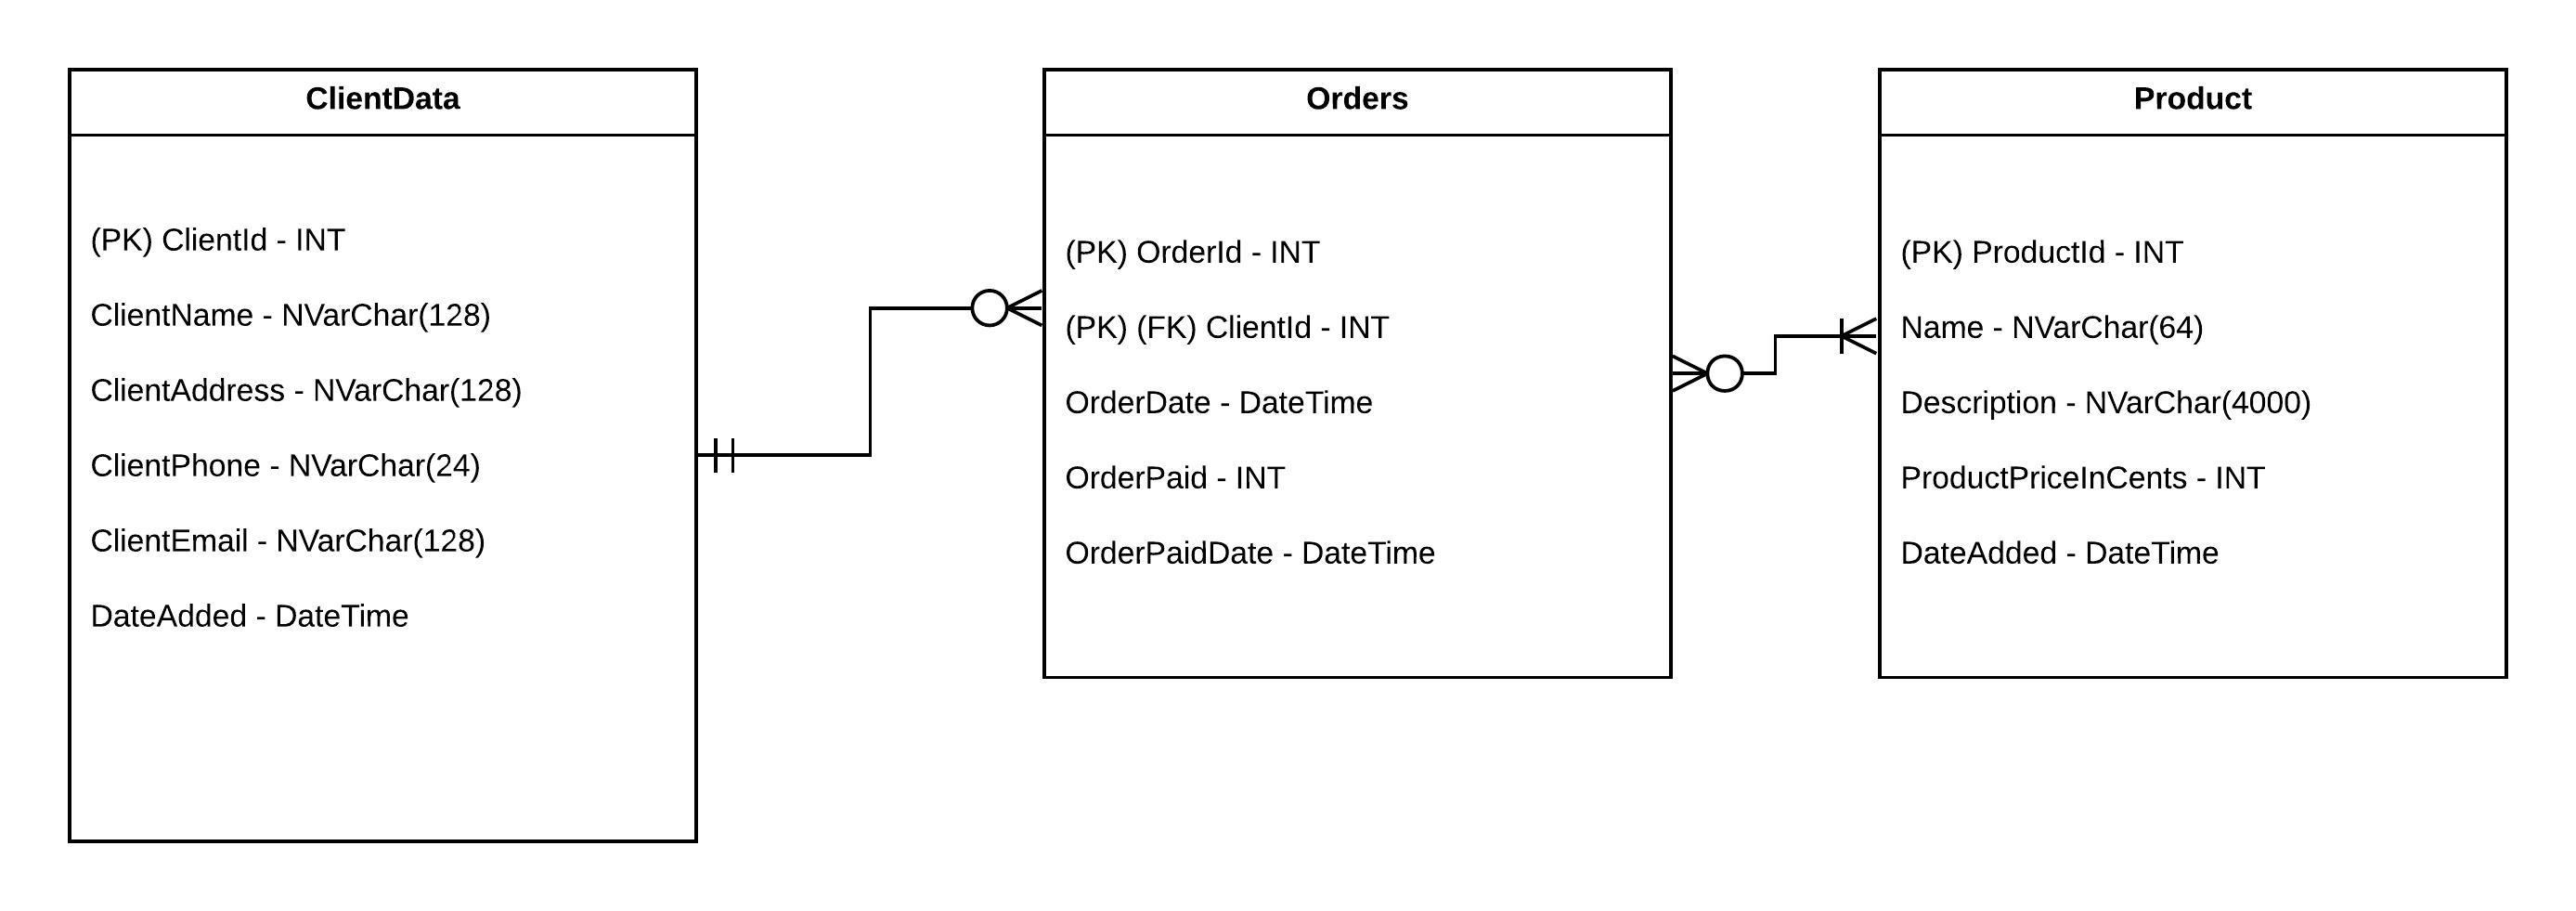 ClientData
(PK) ClientId - INT
ClientName - NVarChar(128)
ClientAddress - NVarChar(128)
ClientPhone - NVarChar(24)
ClientEmail - NVarChar(128)
DateAdded - DateTime
Orders
(PK) OrderId - INT
(PK) (FK) ClientId - INT
OrderDate - DateTime
OrderPaid - INT
OrderPaidDate - DateTime
Product
(PK) ProductId - INT
Name - NVarChar(64)
Description - NVarChar(4000)
ProductPriceInCents - INT
DateAdded - DateTime